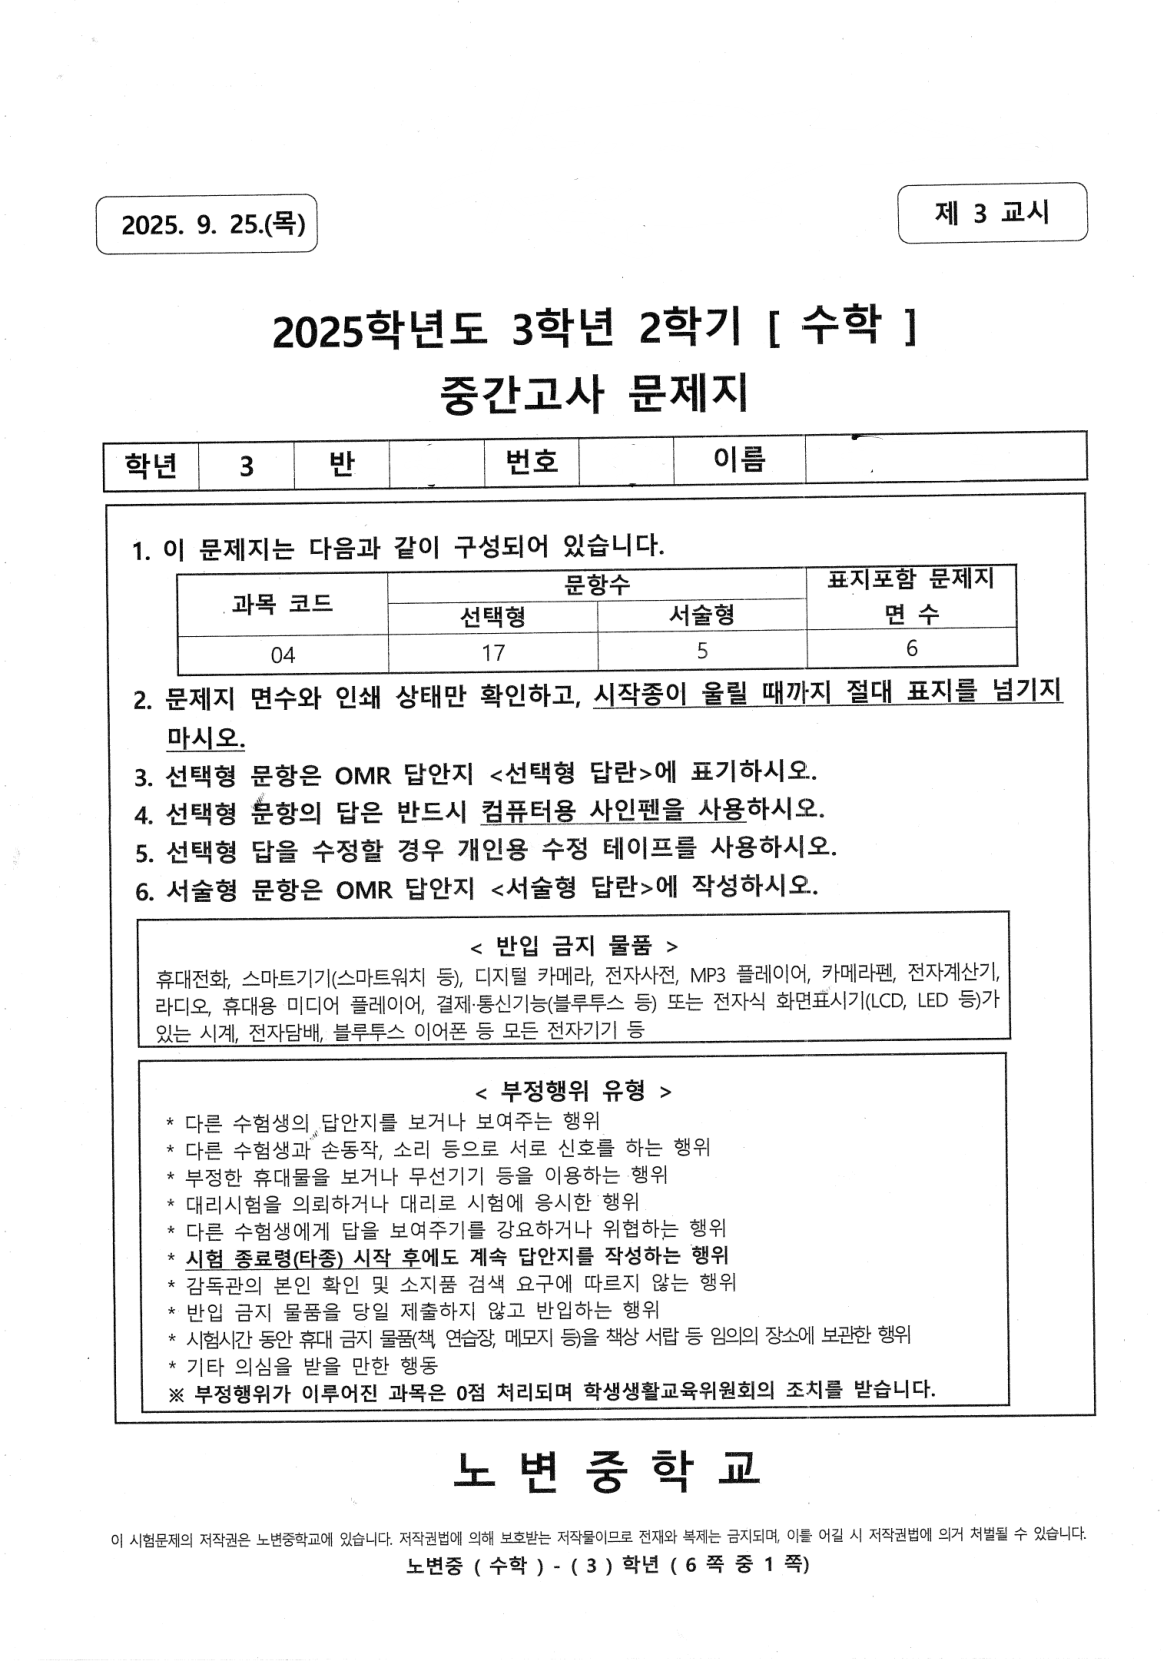 2025. 9. 25.(목)
제 3 교시
2025학년도 3학년 2학기 [ 수학 ]
중간고사 문제지
학년 3 반 번호 이름
1. 이 문제지는 다음과 같이 구성되어 있습니다.
과목 코드 문항수 표지포함 문제지 면 수
선택형 서술형
04 17 5 6
2. 문제지 면수와 인쇄 상태만 확인하고, 시작종이 울릴 때까지 절대 표지를 넘기지
마시오.
3. 선택형 문항은 OMR 답안지 <선택형 답란>에 표기하시오.
4. 선택형 문항의 답은 반드시 컴퓨터용 사인펜을 사용하시오.
5. 선택형 답을 수정할 경우 개인용 수정 테이프를 사용하시오.
6. 서술형 문항은 OMR 답안지 <서술형 답란>에 작성하시오.
< 반입 금지 물품 >
휴대전화, 스마트기기(스마트워치 등), 디지털 카메라, 전자사전, MP3 플레이어, 카메라펜, 전자계산기,
라디오, 휴대용 미디어 플레이어, 결제·통신기능(블루투스 등) 또는 전자식 화면표시기(LCD, LED 등)가
있는 시계, 전자담배, 블루투스 이어폰 등 모든 전자기기 등
< 부정행위 유형 >
* 다른 수험생의 답안지를 보거나 보여주는 행위
* 다른 수험생과 손동작, 소리 등으로 서로 신호를 하는 행위
* 부정한 휴대물을 보거나 무선기기 등을 이용하는 행위
* 대리시험을 의뢰하거나 대리로 시험에 응시한 행위
* 다른 수험생에게 답을 보여주기를 강요하거나 위협하는 행위
* 시험 종료령(타종) 시작 후에도 계속 답안지를 작성하는 행위
* 감독관의 본인 확인 및 소지품 검색 요구에 따르지 않는 행위
* 반입 금지 물품을 당일 제출하지 않고 반입하는 행위
* 시험시간 동안 휴대 금지 물품(책, 연습장, 메모지 등)을 책상 서랍 등 임의의 장소에 보관한 행위
* 기타 의심을 받을 만한 행동
※ 부정행위가 이루어진 과목은 0점 처리되며 학생생활교육위원회의 조치를 받습니다.
노 변 중 학 교
이 시험문제의 저작권은 노변중학교에 있습니다. 저작권법에 의해 보호받는 저작물이므로 전재와 복제는 금지되며, 이를 어길 시 저작권법에 의거 처벌될 수 있습니다.
노변중 ( 수학 ) - ( 3 ) 학년 ( 6 쪽 중 1 쪽)